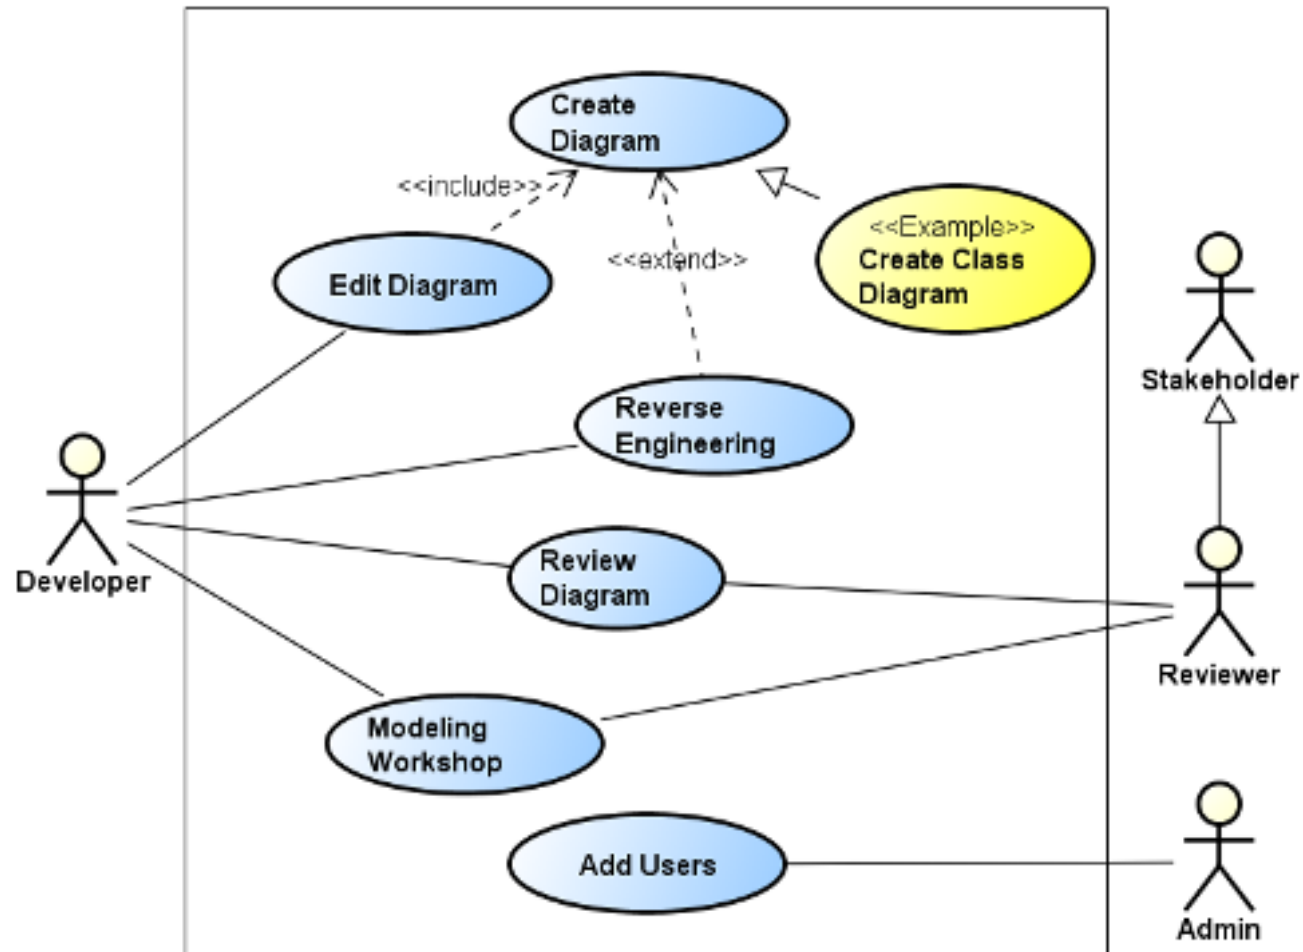 Create
Diagram
<<include>>
<<Example>>
Create Class
Diagram
<<extend>>
Edit Diagram
Stakeholder
Reverse
Engineering
Developer
Review
Diagram
Reviewer
Modeling
Workshop
Add Users
Admin